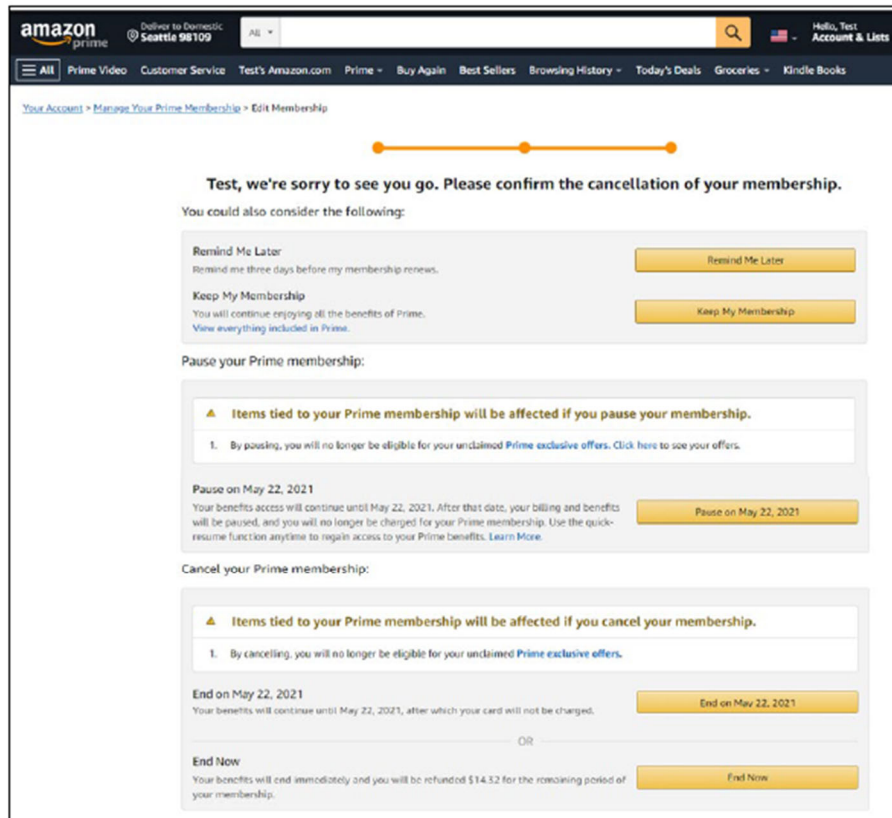 amazon prime
Deliver to Domestic
Seattle 98109
All
Hello, Test
Account & Lists
All Prime Video Customer Service Test's Amazon.com Prime Buy Again Best Sellers Browsing History Today's Deals Groceries Kindle Books
Your Account > Manage Your Prime Membership > Edit Membership
Test, we're sorry to see you go. Please confirm the cancellation of your membership.
You could also consider the following:
Remind Me Later
Remind me three days before my membership renews.
Remind Me Later
Keep My Membership
You will continue enjoying all the benefits of Prime.
View everything included in Prime.
Keep My Membership
Pause your Prime membership:
Items tied to your Prime membership will be affected if you pause your membership.
1. By pausing, you will no longer be eligible for your unclaimed Prime exclusive offers. Click here to see your offers.
Pause on May 22, 2021
Your benefits access will continue until May 22, 2021. After that date, your billing and benefits
will be paused, and you will no longer be charged for your Prime membership. Use the quick-
resume function anytime to regain access to your Prime benefits. Learn More.
Pause on May 22, 2021
Cancel your Prime membership:
Items tied to your Prime membership will be affected if you cancel your membership.
1. By cancelling, you will no longer be eligible for your unclaimed Prime exclusive offers.
End on May 22, 2021
Your benefits will continue until May 22, 2021, after which your card will not be charged.
End on May 22, 2021
OR
End Now
Your benefits will end immediately and you will be refunded $14.32 for the remaining period of
your membership.
End Now